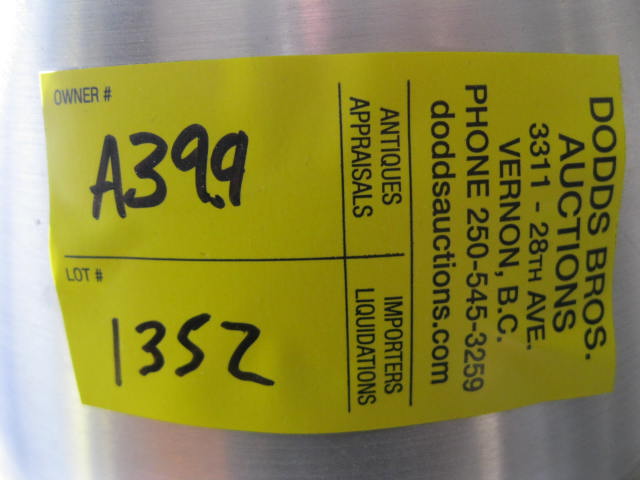 DODDS BROS.
AUCTIONS
3311 - 28TH AVE.
VERNON, B.C.
PHONE 250-545-3259
doddsauctions.com
ANTIQUES
APPRAISALS
IMPORTERS
LIQUIDATIONS
OWNER #
A399
LOT #
1352